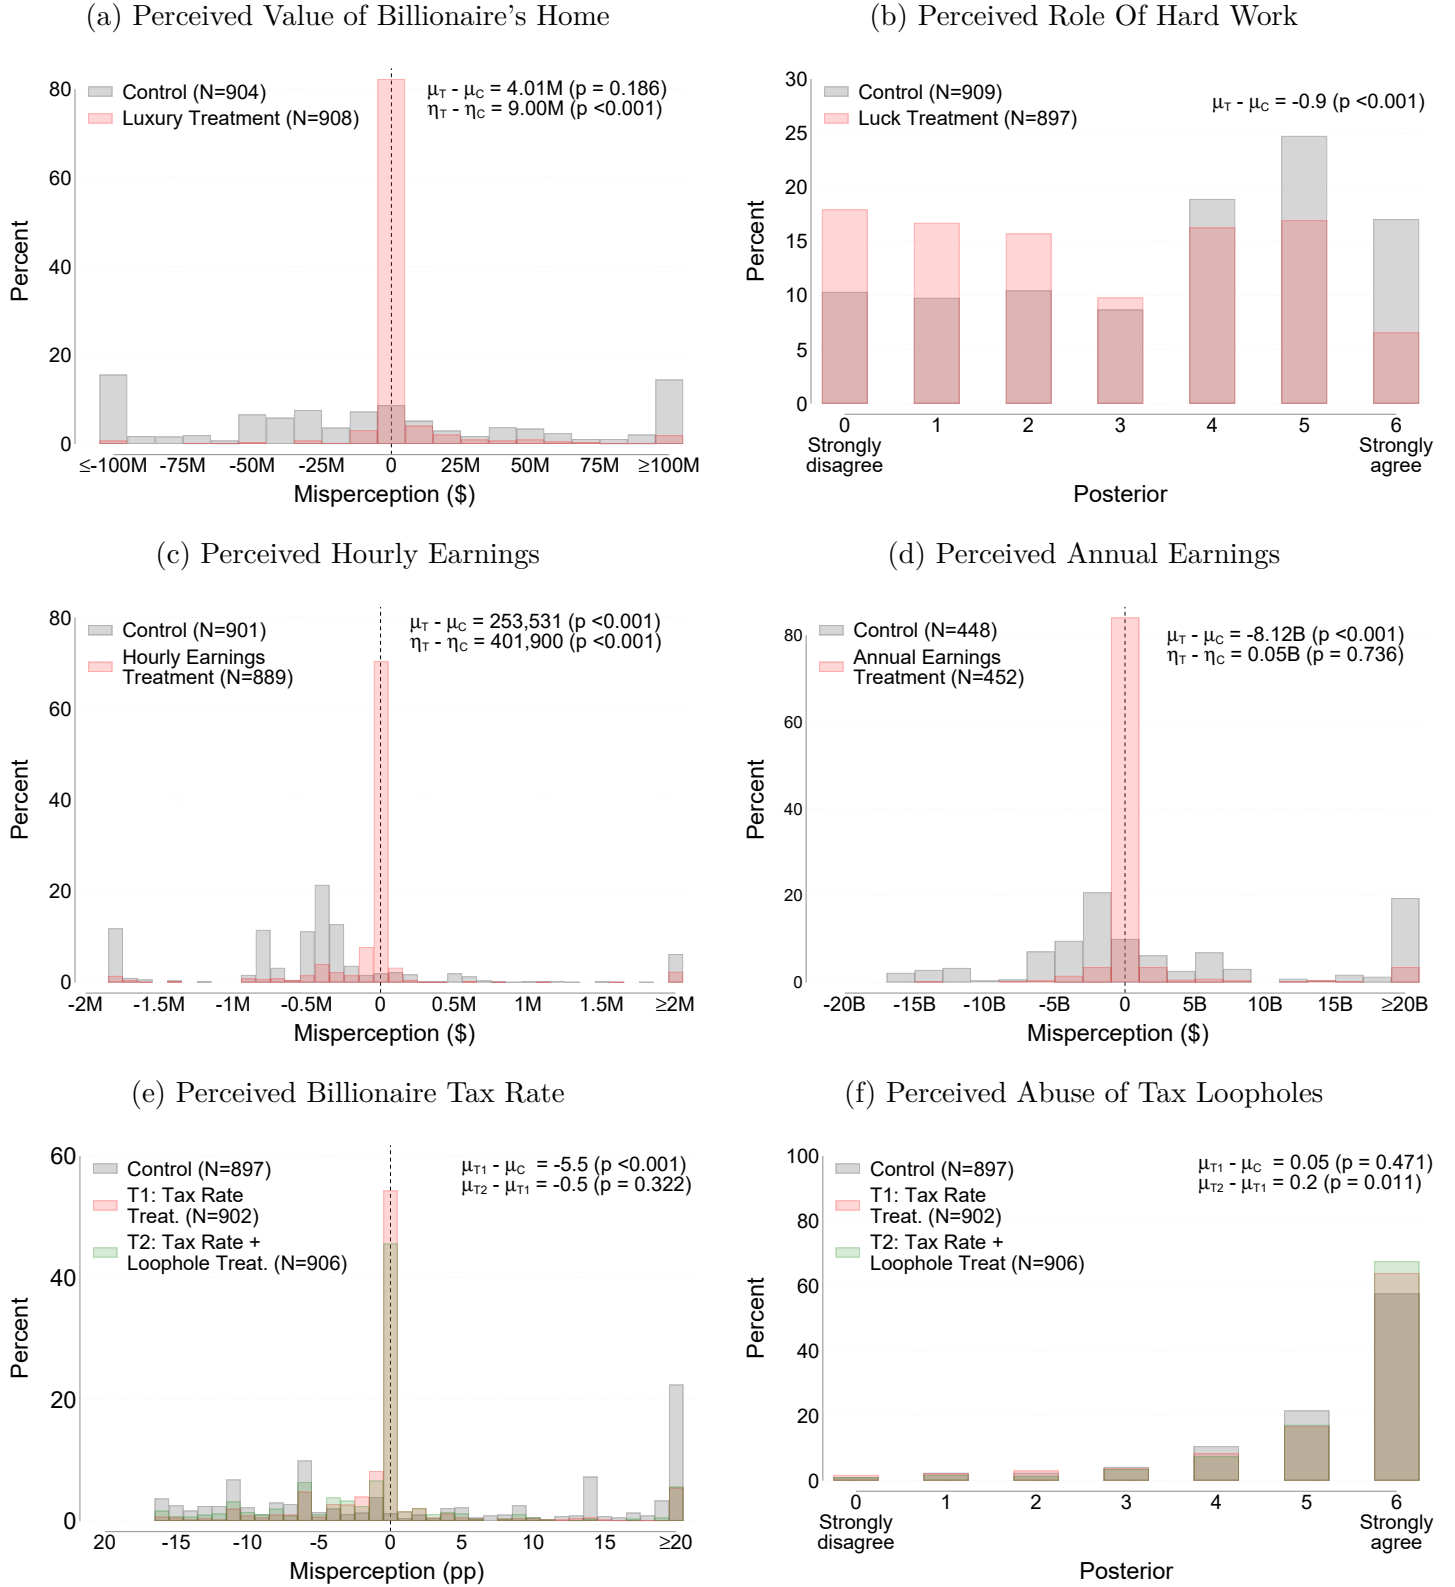 (a) Perceived Value of Billionaire's Home
Control (N=904)
Luxury Treatment (N=908)
μT - μC = 4.01M (p = 0.186)
ηT - ηC = 9.00M (p <0.001)
Percent
80
60
40
20
0
≤-100M -75M -50M -25M 0 25M 50M 75M ≥100M
Misperception ($)
(b) Perceived Role Of Hard Work
Control (N=909)
Luck Treatment (N=897)
μT - μC = -0.9 (p <0.001)
Percent
30
25
20
15
10
5
0
0 1 2 3 4 5 6
Strongly disagree
Strongly agree
Posterior
(c) Perceived Hourly Earnings
Control (N=901)
Hourly Earnings
Treatment (N=889)
μT - μC = 253,531 (p <0.001)
ηT - ηC = 401,900 (p <0.001)
Percent
80
60
40
20
0
-2M -1.5M -1M -0.5M 0 0.5M 1M 1.5M ≥2M
Misperception ($)
(d) Perceived Annual Earnings
Control (N=448)
Annual Earnings
Treatment (N=452)
μT - μC = -8.12B (p <0.001)
ηT - ηC = 0.05B (p = 0.736)
Percent
80
60
40
20
0
-20B -15B -10B -5B 0 5B 10B 15B ≥20B
Misperception ($)
(e) Perceived Billionaire Tax Rate
Control (N=897)
T1: Tax Rate
Treat. (N=902)
T2: Tax Rate +
Loophole Treat. (N=906)
μT1 - μC = -5.5 (p <0.001)
μT2 - μT1 = -0.5 (p = 0.322)
Percent
60
40
20
0
20 -15 -10 -5 0 5 10 15 ≥20
Misperception (pp)
(f) Perceived Abuse of Tax Loopholes
Control (N=897)
T1: Tax Rate
Treat. (N=902)
T2: Tax Rate +
Loophole Treat (N=906)
μT1 - μC = 0.05 (p = 0.471)
μT2 - μT1 = 0.2 (p = 0.011)
Percent
100
80
60
40
20
0
0 1 2 3 4 5 6
Strongly disagree
Strongly agree
Posterior